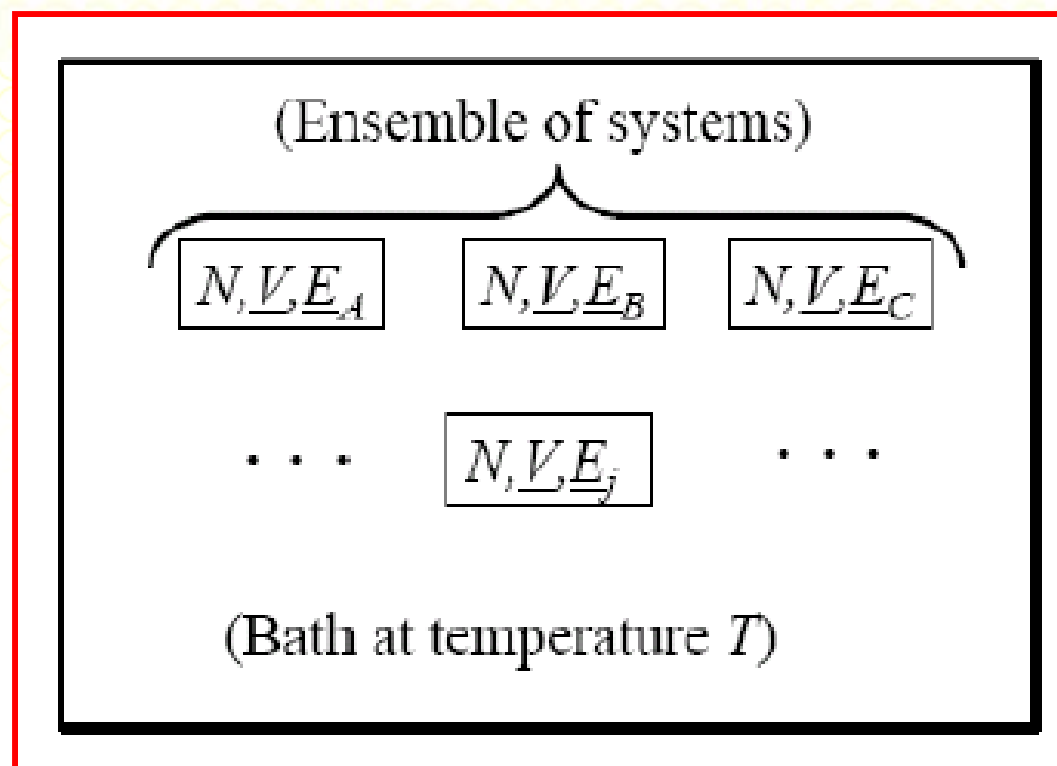 (Ensemble of systems)
N,V,E_A N,V,E_B N,V,E_C
. . . N,V,E_j . . .
(Bath at temperature T)